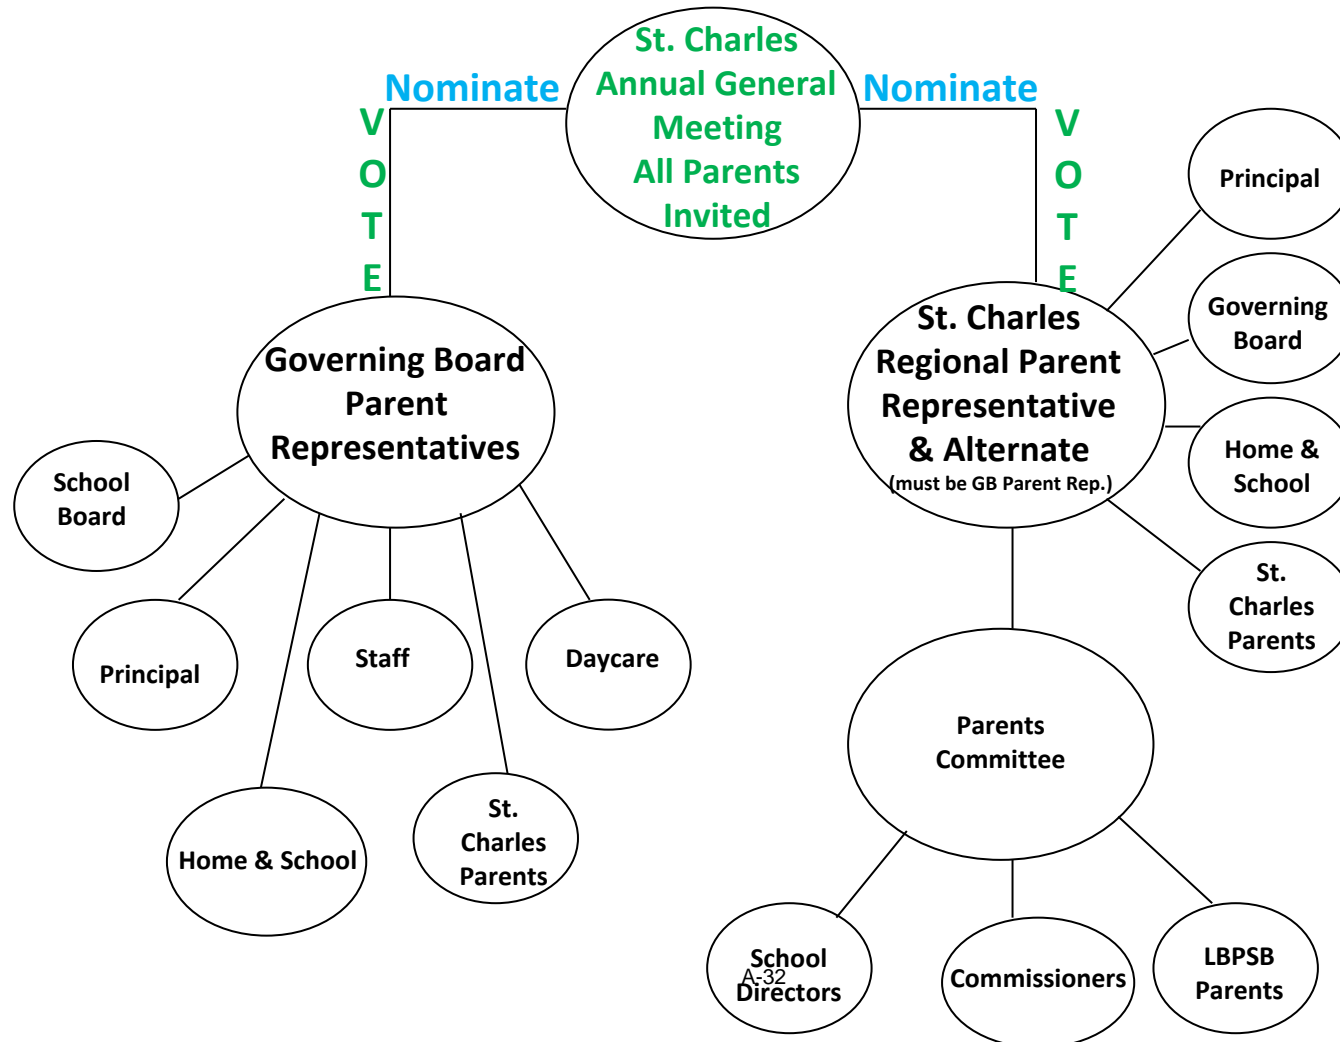 St. Charles
Annual General
Meeting
All Parents
Invited
Nominate
Nominate
V
O
T
E
V
O
T
E
Governing Board
Parent
Representatives
St. Charles
Regional Parent
Representative
& Alternate
(must be GB Parent Rep.)
Principal
Governing
Board
Home &
School
St.
Charles
Parents
School
Board
Principal
Staff
Daycare
Home & School
St.
Charles
Parents
Parents
Committee
School
Directors
A-32
Commissioners
LBPSB
Parents